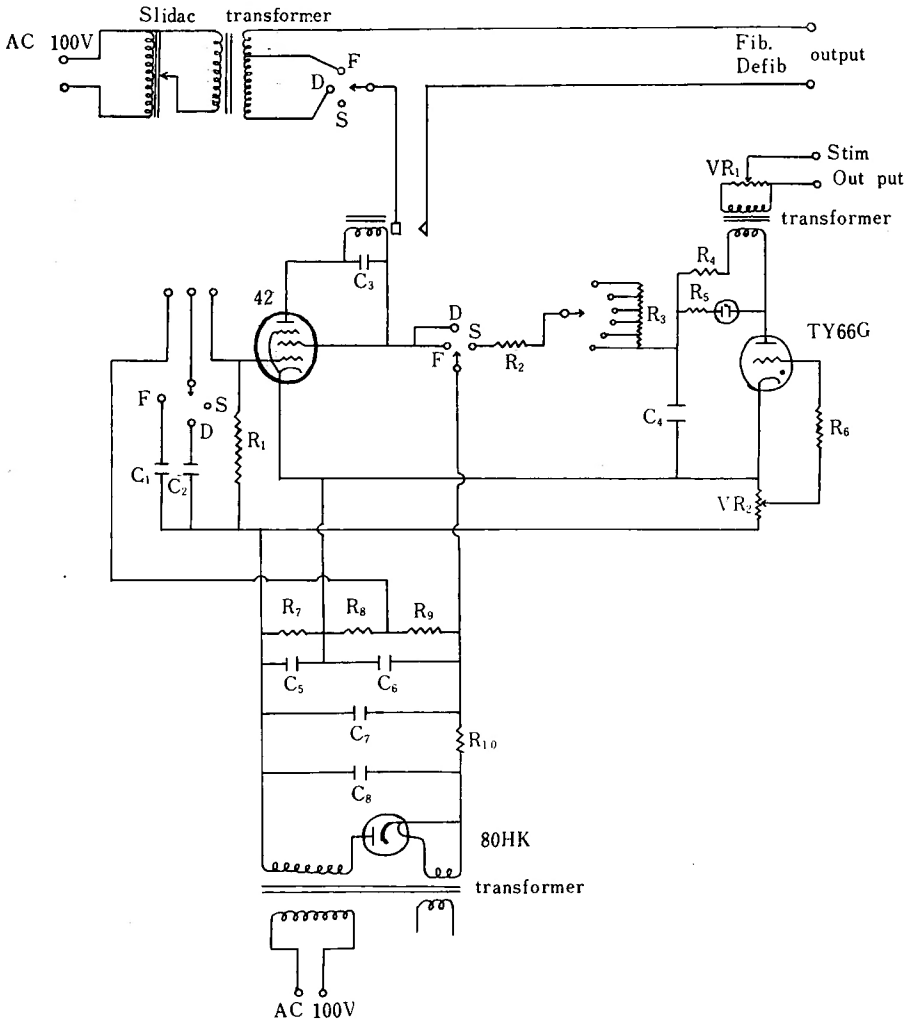 Slidac transformer
AC 100V
F
D
S
Fib.
Defib
output
Stim
Out put
VR₁
transformer
C₃
42
R₄
R₅
R₃
TY66G
D
S
F
R₂
F
S
D
R₁
C₁
C₂
C₄
R₆
VR₂
R₇
R₈
R₉
C₅
C₆
C₇
R₁₀
C₈
80HK
transformer
AC 100V